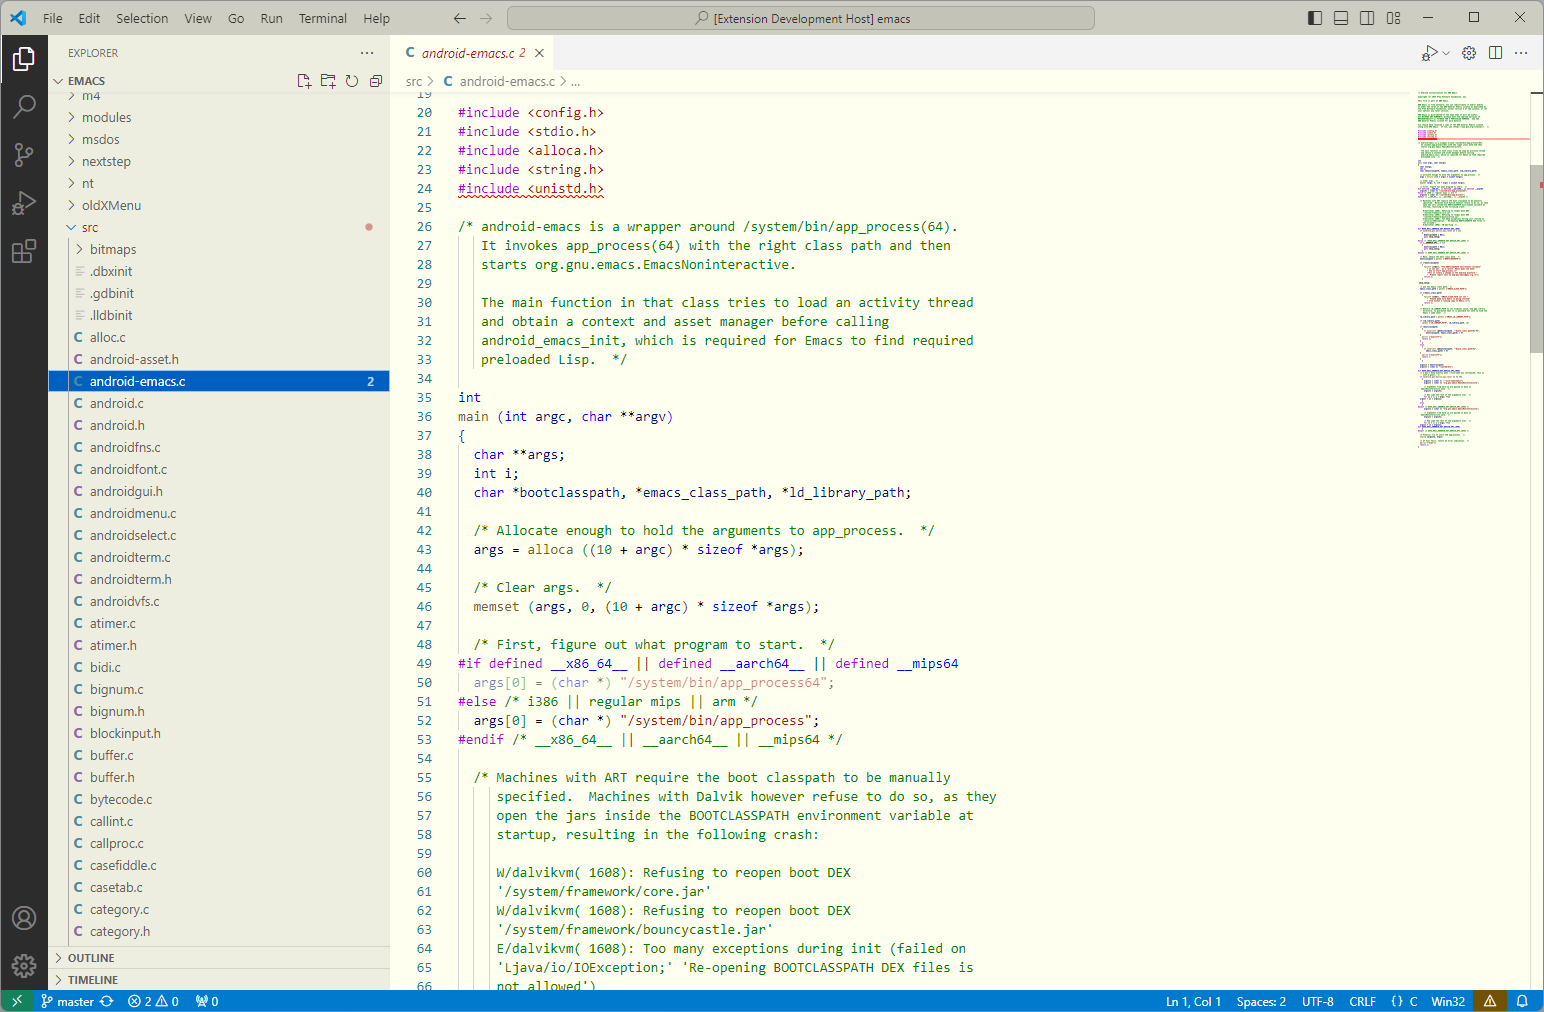 File Edit Selection View Go Run Terminal Help
[Extension Development Host] emacs
EXPLORER
EMACS
m4
modules
msdos
nextstep
nt
oldXMenu
src
bitmaps
.dbxinit
.gdbinit
.lldbinit
alloc.c
android-asset.h
android-emacs.c 2
android.c
android.h
androidfns.c
androidfont.c
androidgui.h
androidmenu.c
androidselect.c
androidterm.c
androidterm.h
androidvfs.c
atimer.c
atimer.h
bidi.c
bignum.c
bignum.h
blockinput.h
buffer.c
buffer.h
bytecode.c
callint.c
callproc.c
casefiddle.c
casetab.c
category.c
category.h
OUTLINE
TIMELINE
C android-emacs.c 2
src > C android-emacs.c > ...
19
20 #include <config.h>
21 #include <stdio.h>
22 #include <alloca.h>
23 #include <string.h>
24 #include <unistd.h>
25
26 /* android-emacs is a wrapper around /system/bin/app_process(64).
27 It invokes app_process(64) with the right class path and then
28 starts org.gnu.emacs.EmacsNoninteractive.
29
30 The main function in that class tries to load an activity thread
31 and obtain a context and asset manager before calling
32 android_emacs_init, which is required for Emacs to find required
33 preloaded Lisp.  */
34
35 int
36 main (int argc, char **argv)
37 {
38 char **args;
39 int i;
40 char *bootclasspath, *emacs_class_path, *ld_library_path;
41
42 /* Allocate enough to hold the arguments to app_process.  */
43 args = alloca ((10 + argc) * sizeof *args);
44
45 /* Clear args.  */
46 memset (args, 0, (10 + argc) * sizeof *args);
47
48 /* First, figure out what program to start.  */
49 #if defined __x86_64__ || defined __aarch64__ || defined __mips64
50 args[0] = (char *) "/system/bin/app_process64";
51 #else /* i386 || regular mips || arm */
52 args[0] = (char *) "/system/bin/app_process";
53 #endif /* __x86_64__ || __aarch64__ || __mips64 */
54
55 /* Machines with ART require the boot classpath to be manually
56 specified.  Machines with Dalvik however refuse to do so, as they
57 open the jars inside the BOOTCLASSPATH environment variable at
58 startup, resulting in the following crash:
59
60 W/dalvikvm( 1608): Refusing to reopen boot DEX
61 '/system/framework/core.jar'
62 W/dalvikvm( 1608): Refusing to reopen boot DEX
63 '/system/framework/bouncycastle.jar'
64 E/dalvikvm( 1608): Too many exceptions during init (failed on
65 'Ljava/io/IOException;' 'Re-opening BOOTCLASSPATH DEX files is
66 not allowed')
master 2 0 0 Ln 1, Col 1 Spaces: 2 UTF-8 CRLF {} C Win32